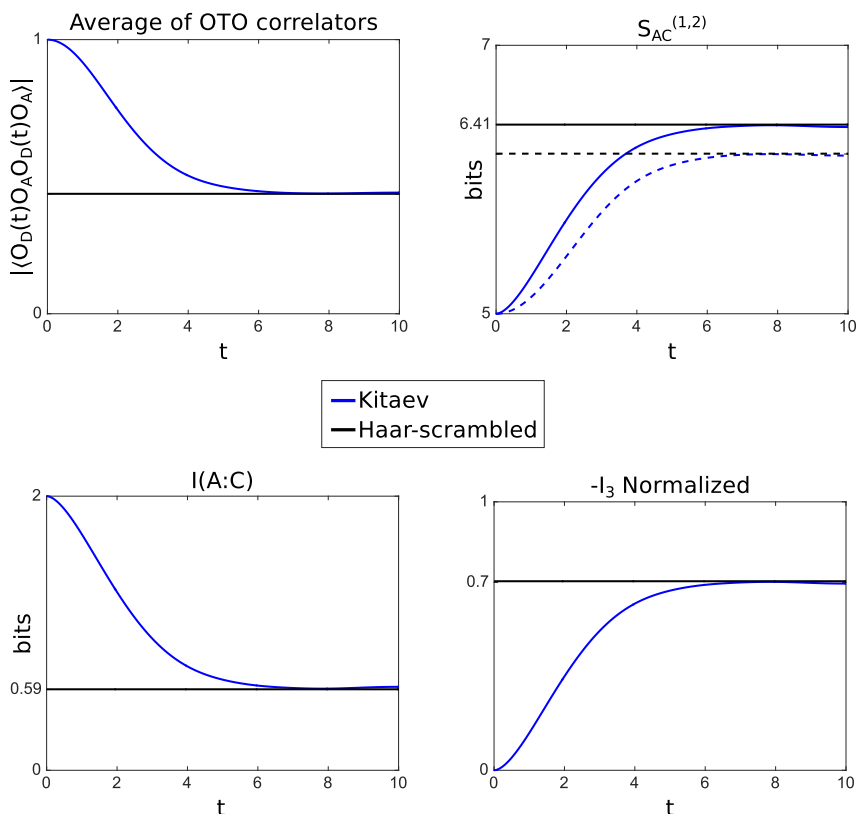 Average of OTO correlators
|⟨O_D(t)O_A O_D(t)O_A⟩|
1
0
0 2 4 6 8 10
t
S_AC^(1,2)
bits
7
6.41
5
0 2 4 6 8 10
t
Kitaev
Haar-scrambled
I(A:C)
bits
2
0.59
0
0 2 4 6 8 10
t
-I_3 Normalized
1
0.7
0
0 2 4 6 8 10
t